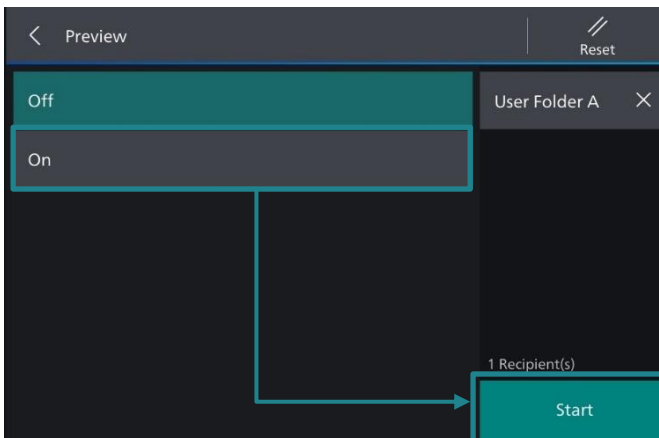 Preview
Reset
Off
User Folder A
On
1 Recipient(s)
Start